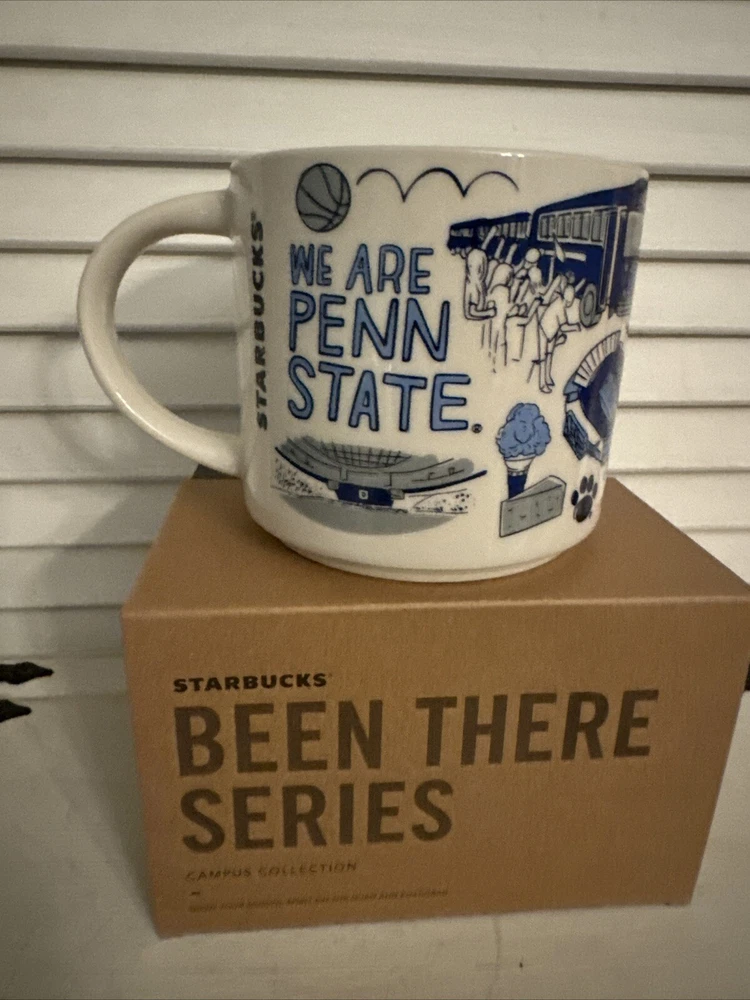 STARBUCKS®
WE ARE
PENN
STATE®
STARBUCKS®
BEEN THERE
SERIES
CAMPUS COLLECTION